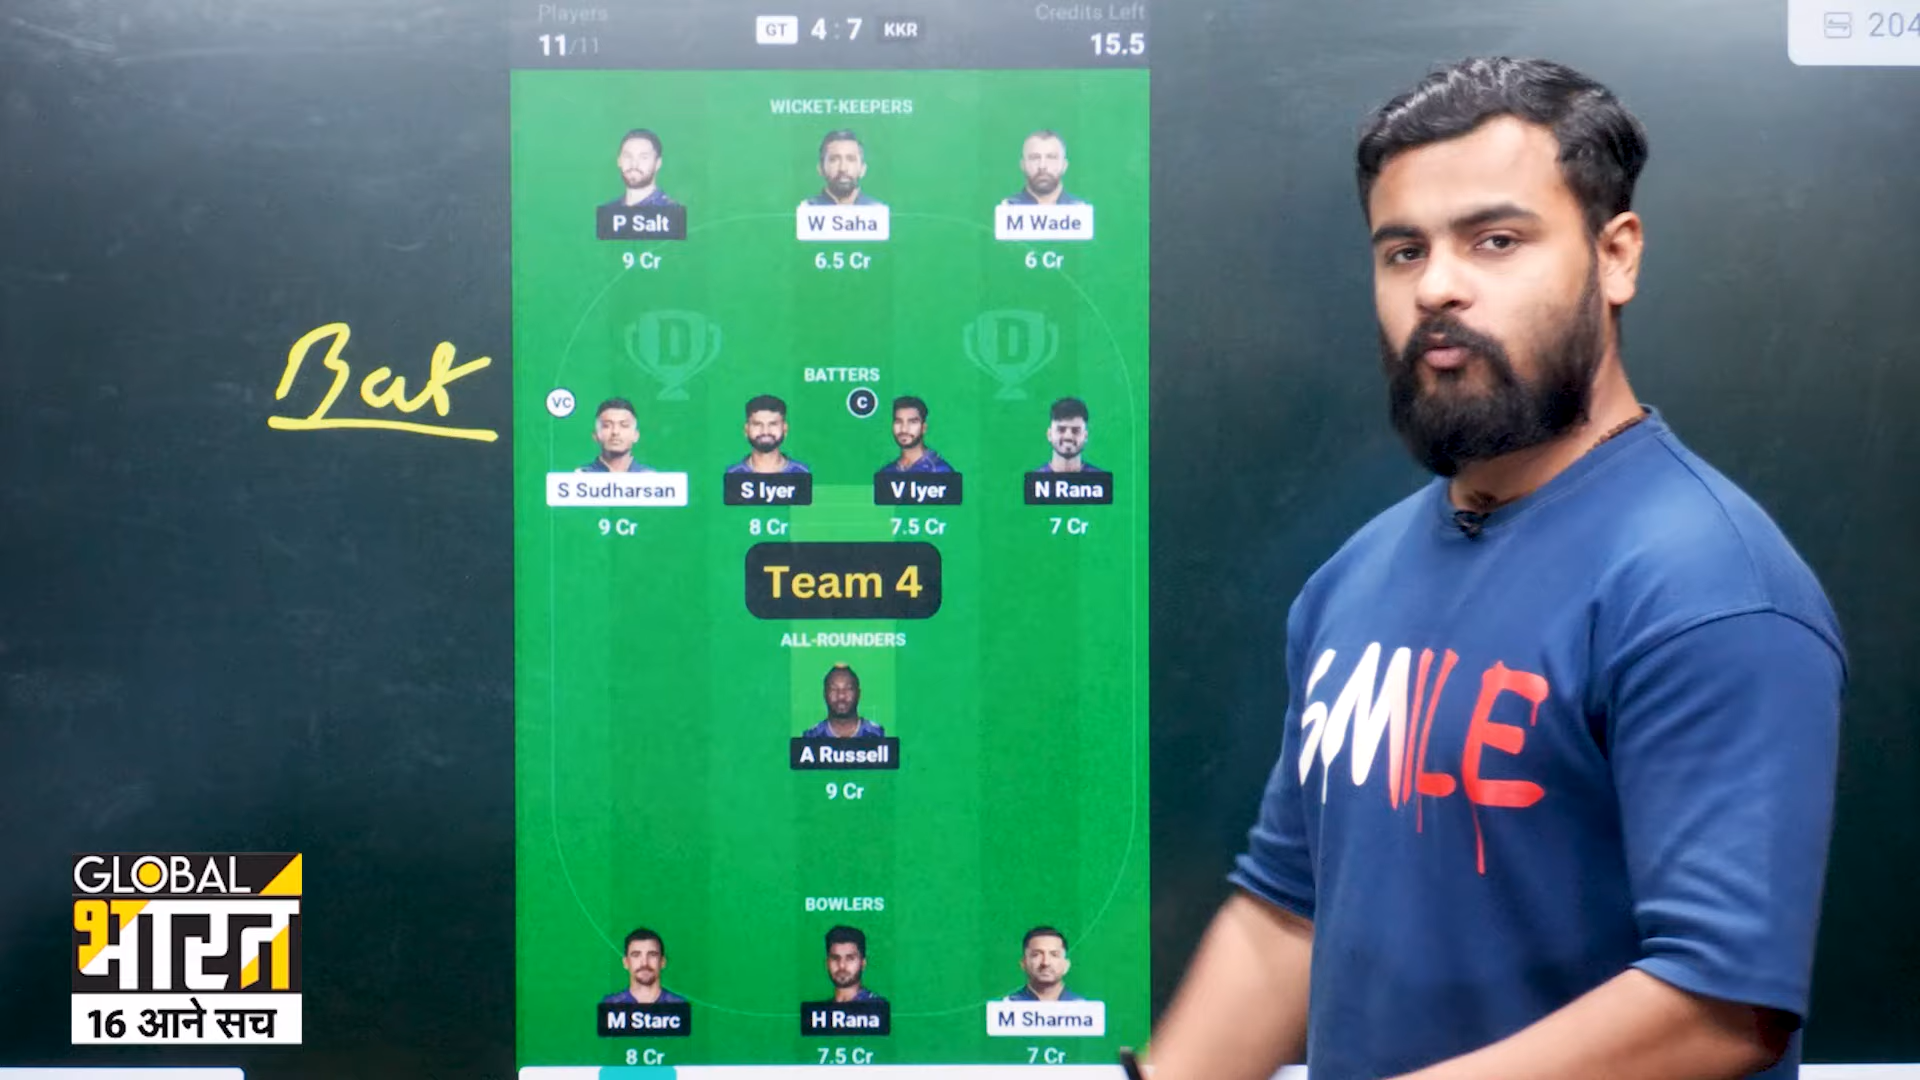 Players
11/11
GT 4 : 7 KKR
Credits Left
15.5
204
WICKET-KEEPERS
P Salt W Saha M Wade
9 Cr 6.5 Cr 6 Cr
D D
Bat
BATTERS
VC C
S Sudharsan S Iyer V Iyer N Rana
9 Cr 8 Cr 7.5 Cr 7 Cr
Team 4
ALL-ROUNDERS
A Russell
9 Cr
SMILE
BOWLERS
M Starc H Rana M Sharma
8 Cr 7.5 Cr 7 Cr
GLOBAL
भारत
16 आने सच